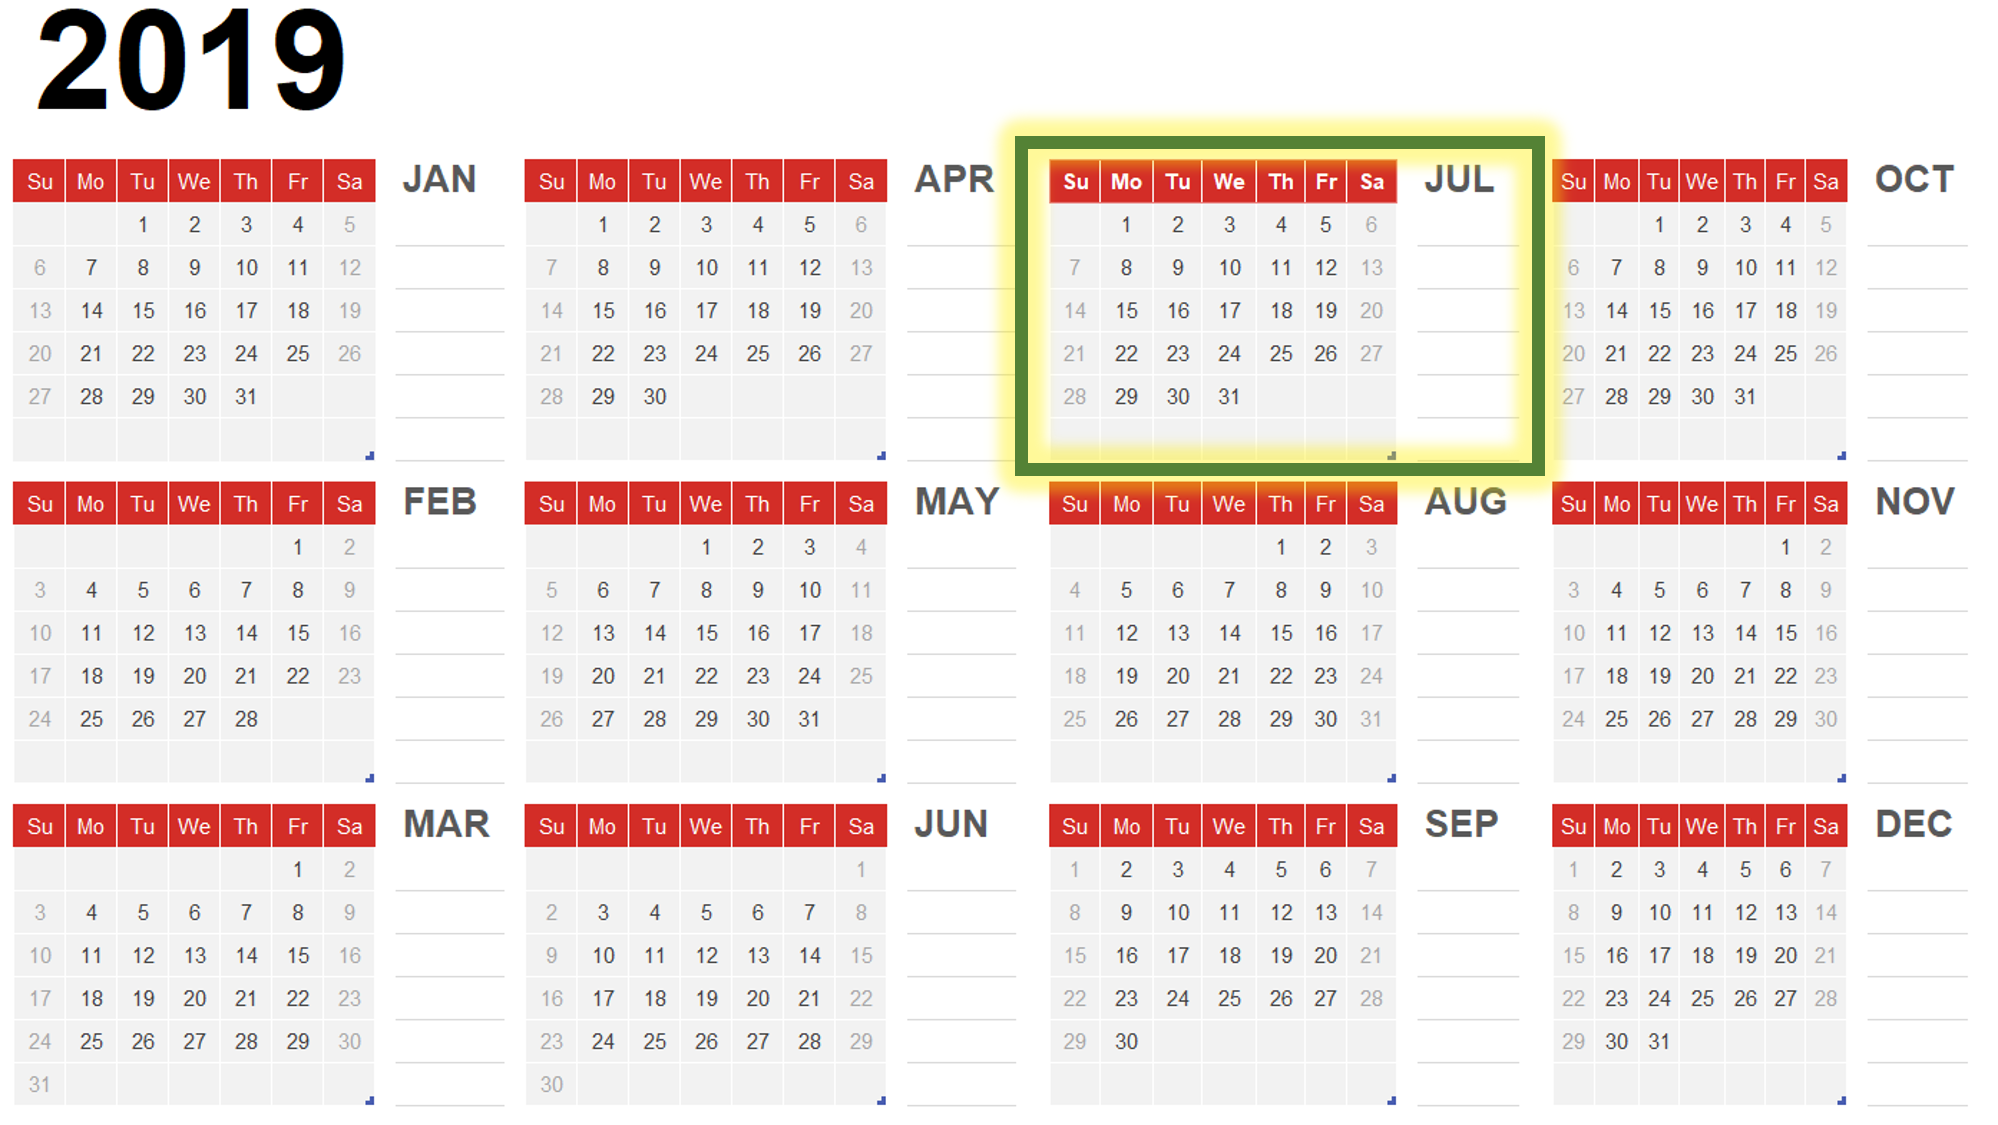 2019
Su Mo Tu We Th Fr Sa JAN
1 2 3 4 5
6 7 8 9 10 11 12
13 14 15 16 17 18 19
20 21 22 23 24 25 26
27 28 29 30 31
Su Mo Tu We Th Fr Sa FEB
1 2
3 4 5 6 7 8 9
10 11 12 13 14 15 16
17 18 19 20 21 22 23
24 25 26 27 28
Su Mo Tu We Th Fr Sa MAR
1 2
3 4 5 6 7 8 9
10 11 12 13 14 15 16
17 18 19 20 21 22 23
24 25 26 27 28 29 30
31
Su Mo Tu We Th Fr Sa APR
1 2 3 4 5 6
7 8 9 10 11 12 13
14 15 16 17 18 19 20
21 22 23 24 25 26 27
28 29 30
Su Mo Tu We Th Fr Sa MAY
1 2 3 4
5 6 7 8 9 10 11
12 13 14 15 16 17 18
19 20 21 22 23 24 25
26 27 28 29 30 31
Su Mo Tu We Th Fr Sa JUN
1
2 3 4 5 6 7 8
9 10 11 12 13 14 15
16 17 18 19 20 21 22
23 24 25 26 27 28 29
30
Su Mo Tu We Th Fr Sa JUL
1 2 3 4 5 6
7 8 9 10 11 12 13
14 15 16 17 18 19 20
21 22 23 24 25 26 27
28 29 30 31
Su Mo Tu We Th Fr Sa AUG
1 2 3
4 5 6 7 8 9 10
11 12 13 14 15 16 17
18 19 20 21 22 23 24
25 26 27 28 29 30 31
Su Mo Tu We Th Fr Sa SEP
1 2 3 4 5 6 7
8 9 10 11 12 13 14
15 16 17 18 19 20 21
22 23 24 25 26 27 28
29 30
Su Mo Tu We Th Fr Sa OCT
1 2 3 4 5
6 7 8 9 10 11 12
13 14 15 16 17 18 19
20 21 22 23 24 25 26
27 28 29 30 31
Su Mo Tu We Th Fr Sa NOV
1 2
3 4 5 6 7 8 9
10 11 12 13 14 15 16
17 18 19 20 21 22 23
24 25 26 27 28 29 30
Su Mo Tu We Th Fr Sa DEC
1 2 3 4 5 6 7
8 9 10 11 12 13 14
15 16 17 18 19 20 21
22 23 24 25 26 27 28
29 30 31